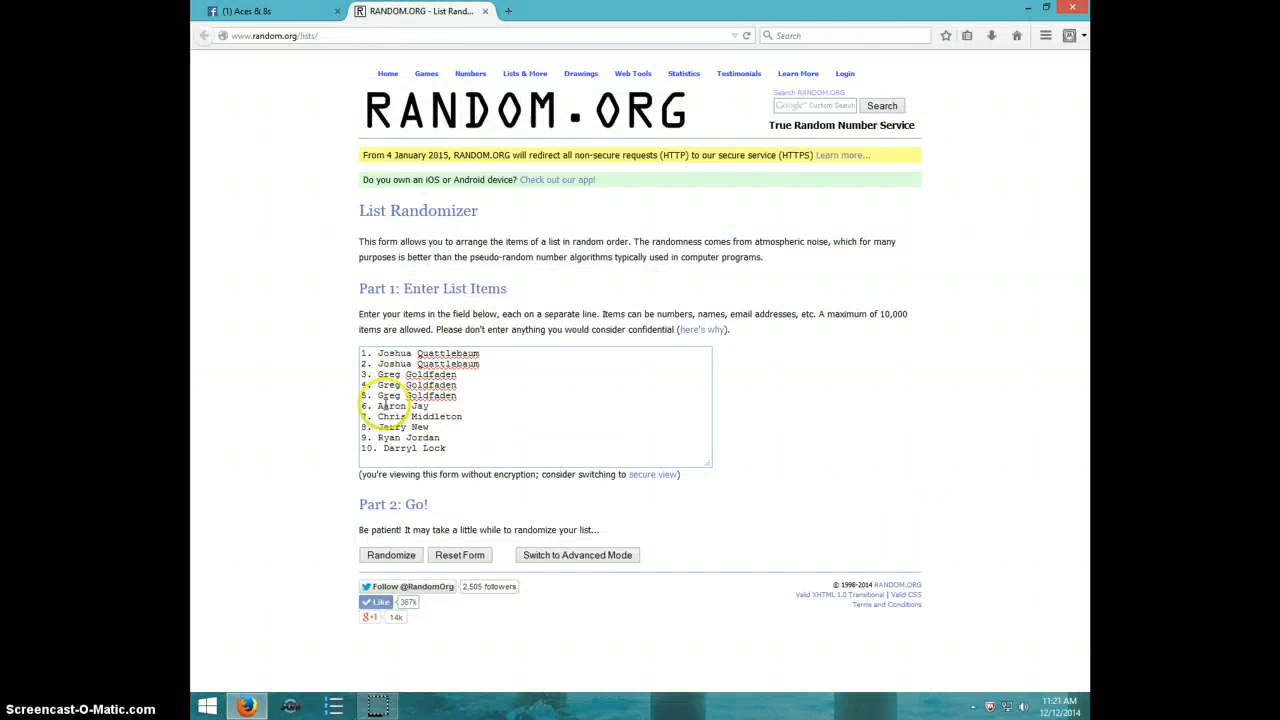 (1) Aces & 8s
RANDOM.ORG - List Rand...
www.random.org/lists/
Search
Home Games Numbers Lists & More Drawings Web Tools Statistics Testimonials Learn More Login
RANDOM.ORG
Search RANDOM.ORG
Google™ Custom Search
Search
True Random Number Service
From 4 January 2015, RANDOM.ORG will redirect all non-secure requests (HTTP) to our secure service (HTTPS) Learn more...
Do you own an iOS or Android device? Check out our app!
List Randomizer
This form allows you to arrange the items of a list in random order. The randomness comes from atmospheric noise, which for many
purposes is better than the pseudo-random number algorithms typically used in computer programs.
Part 1: Enter List Items
Enter your items in the field below, each on a separate line. Items can be numbers, names, email addresses, etc. A maximum of 10,000
items are allowed. Please don't enter anything you would consider confidential (here's why).
1. Joshua Quattlebaum
2. Joshua Quattlebaum
3. Greg Goldfaden
4. Greg Goldfaden
5. Greg Goldfaden
6. Aaron Jay
7. Chris Middleton
8. Jerry New
9. Ryan Jordan
10. Darryl Lock
(you're viewing this form without encryption; consider switching to secure view)
Part 2: Go!
Be patient! It may take a little while to randomize your list...
Randomize Reset Form Switch to Advanced Mode
Follow @RandomOrg 2,505 followers
Like 367k
g+1 14k
© 1998-2014 RANDOM.ORG
Valid XHTML 1.0 Transitional | Valid CSS
Terms and Conditions
11:21 AM
12/12/2014
Screencast-O-Matic.com